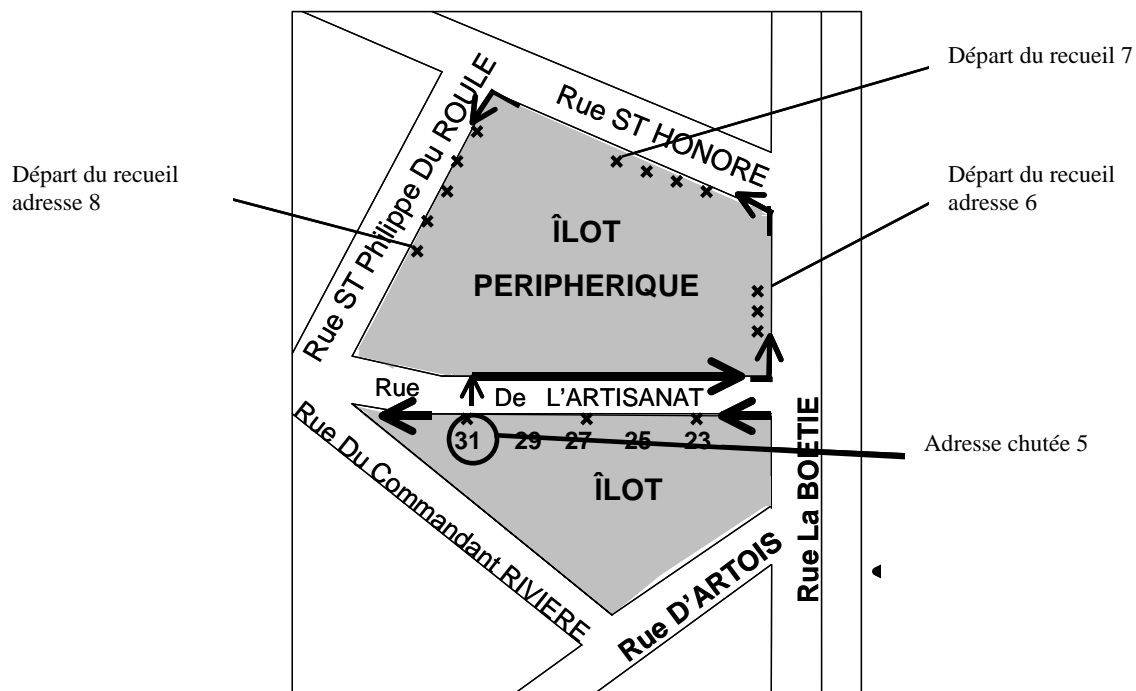 Départ du recueil 7
Rue ST HONORE
Rue ST Philippe Du ROULE
Départ du recueil
adresse 8
Départ du recueil
adresse 6
ÎLOT
PERIPHERIQUE
Rue De L'ARTISANAT
31 29 27 25 23
Adresse chutée 5
ÎLOT
Rue Du Commandant RIVIERE
Rue D'ARTOIS
Rue La BOETIE